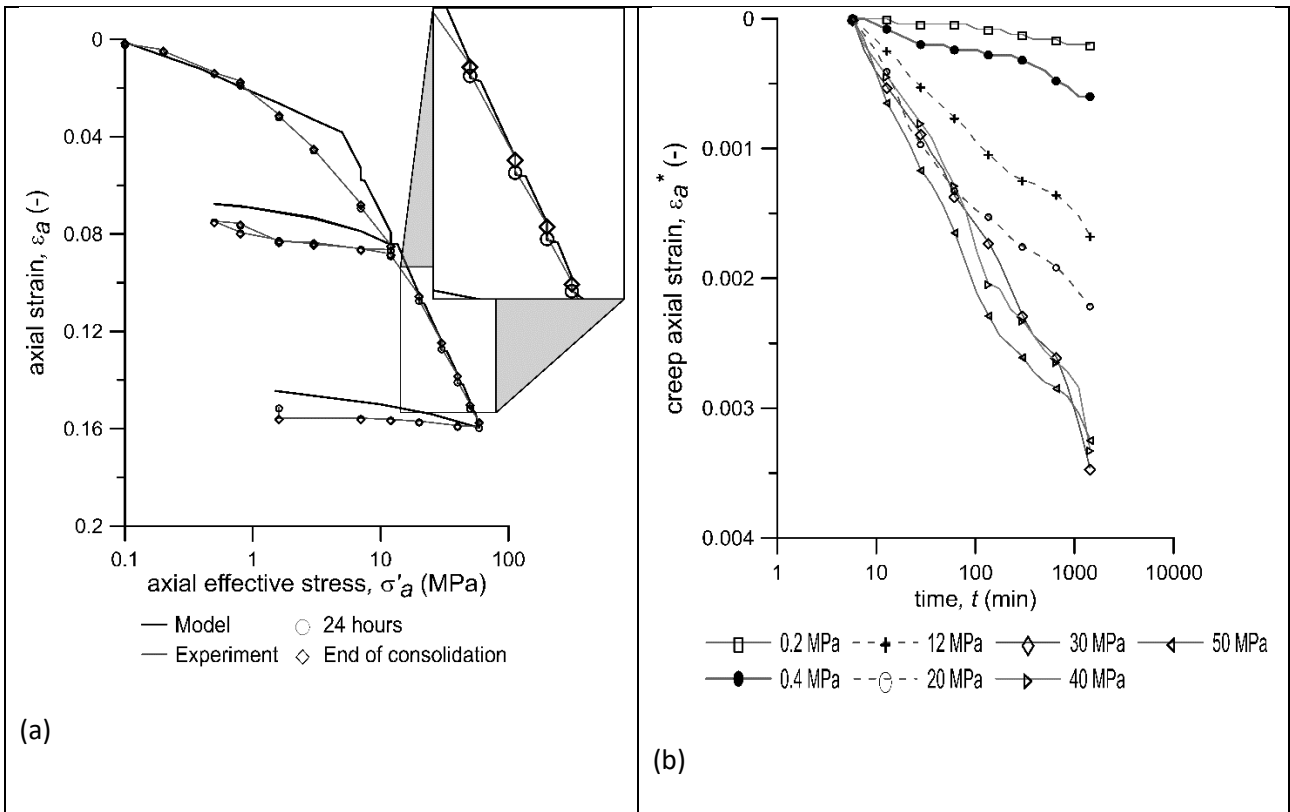 0
0.04
0.08
0.12
0.16
0.2
axial strain, εa (-)
0.1 1 10 100
axial effective stress, σ'a (MPa)
Model 24 hours
Experiment End of consolidation
(a)
0
0.001
0.002
0.003
0.004
creep axial strain, εa* (-)
1 10 100 1000 10000
time, t (min)
0.2 MPa 12 MPa 30 MPa 50 MPa
0.4 MPa 20 MPa 40 MPa
(b)